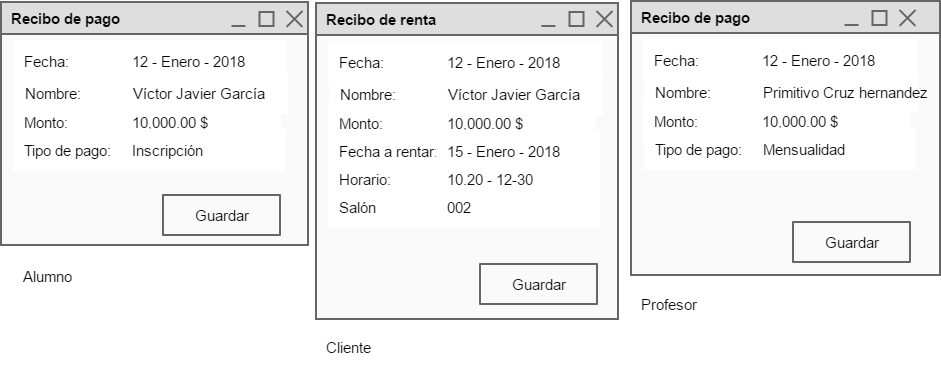 Recibo de pago
Fecha: 12 - Enero - 2018
Nombre: Víctor Javier García
Monto: 10,000.00 $
Tipo de pago: Inscripción
Guardar
Alumno
Recibo de renta
Fecha: 12 - Enero - 2018
Nombre: Víctor Javier García
Monto: 10,000.00 $
Fecha a rentar: 15 - Enero - 2018
Horario: 10.20 - 12-30
Salón 002
Guardar
Cliente
Recibo de pago
Fecha: 12 - Enero - 2018
Nombre: Primitivo Cruz hernandez
Monto: 10,000.00 $
Tipo de pago: Mensualidad
Guardar
Profesor